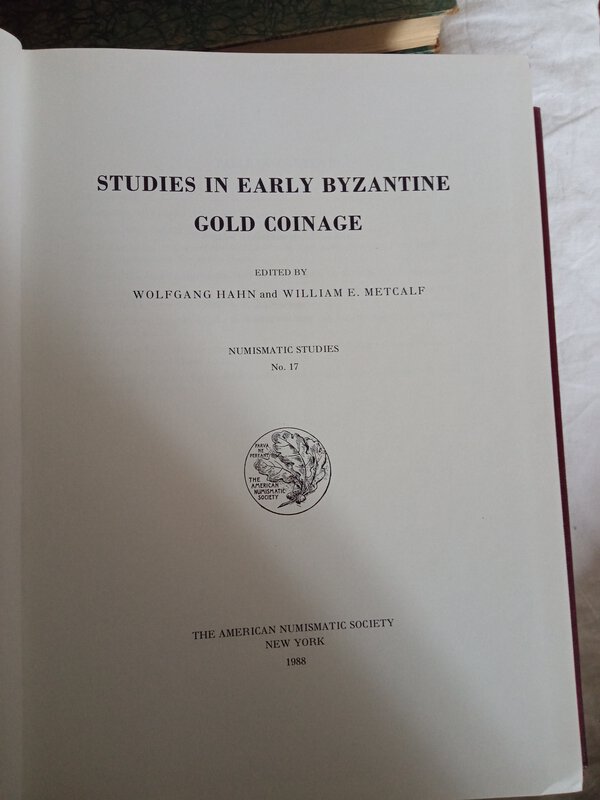 STUDIES IN EARLY BYZANTINE
GOLD COINAGE
EDITED BY
WOLFGANG HAHN and WILLIAM E. METCALF
NUMISMATIC STUDIES
No. 17
PARVA
NE
PEREANT
THE
AMERICAN
NUMISMATIC
SOCIETY
THE AMERICAN NUMISMATIC SOCIETY
NEW YORK
1988